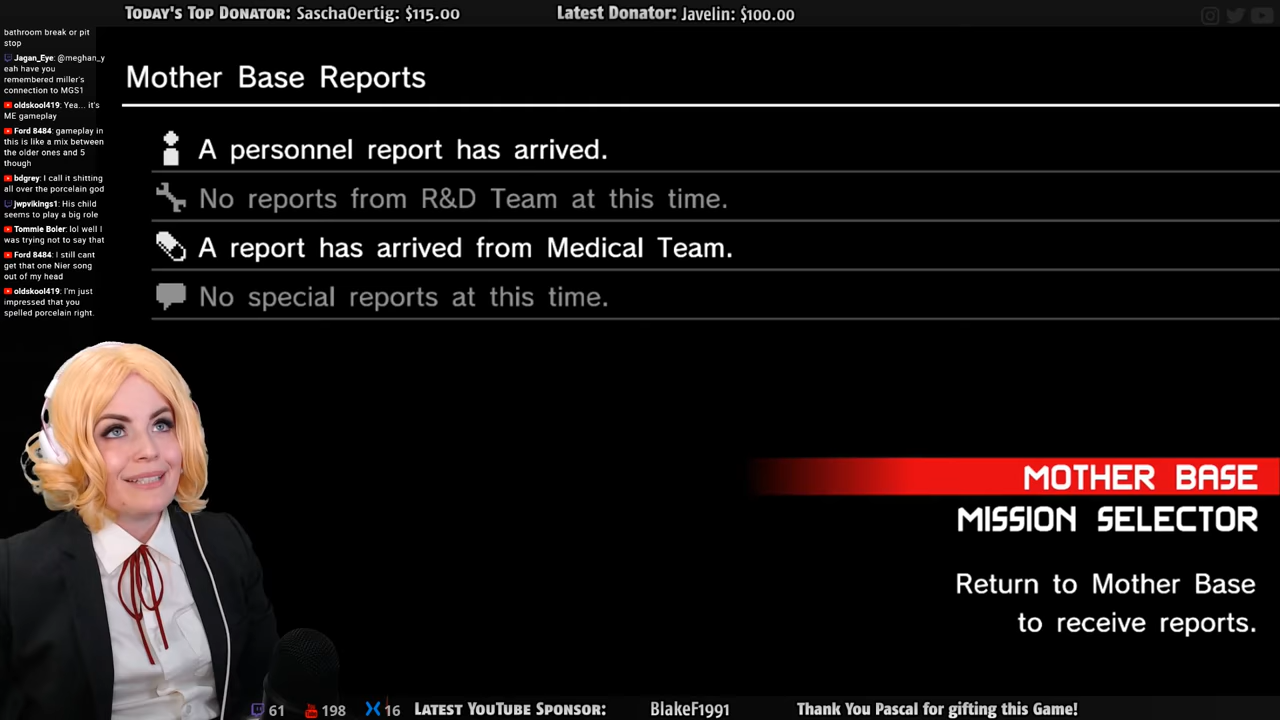 TODAY'S TOP DONATOR: SaschaOertig: $115.00
LATEST DONATOR: Javelin: $100.00
bathroom break or pit
stop
Jagan_Eye: @meghan_y
eah have you
remembered miller's
connection to MGS1
oldskool419: Yea... it's
ME gameplay
Ford 8484: gameplay in
this is like a mix between
the older ones and 5
though
bdgrey: I call it shitting
all over the porcelain god
jwpvikings1: His child
seems to play a big role
Tommie Boler: lol well I
was trying not to say that
Ford 8484: I still cant
get that one Nier song
out of my head
oldskool419: I'm just
impressed that you
spelled porcelain right.
Mother Base Reports
A personnel report has arrived.
No reports from R&D Team at this time.
A report has arrived from Medical Team.
No special reports at this time.
MOTHER BASE
MISSION SELECTOR
Return to Mother Base
to receive reports.
61 198 16 LATEST YOUTUBE SPONSOR: BlakeF1991 Thank You Pascal for gifting this Game!